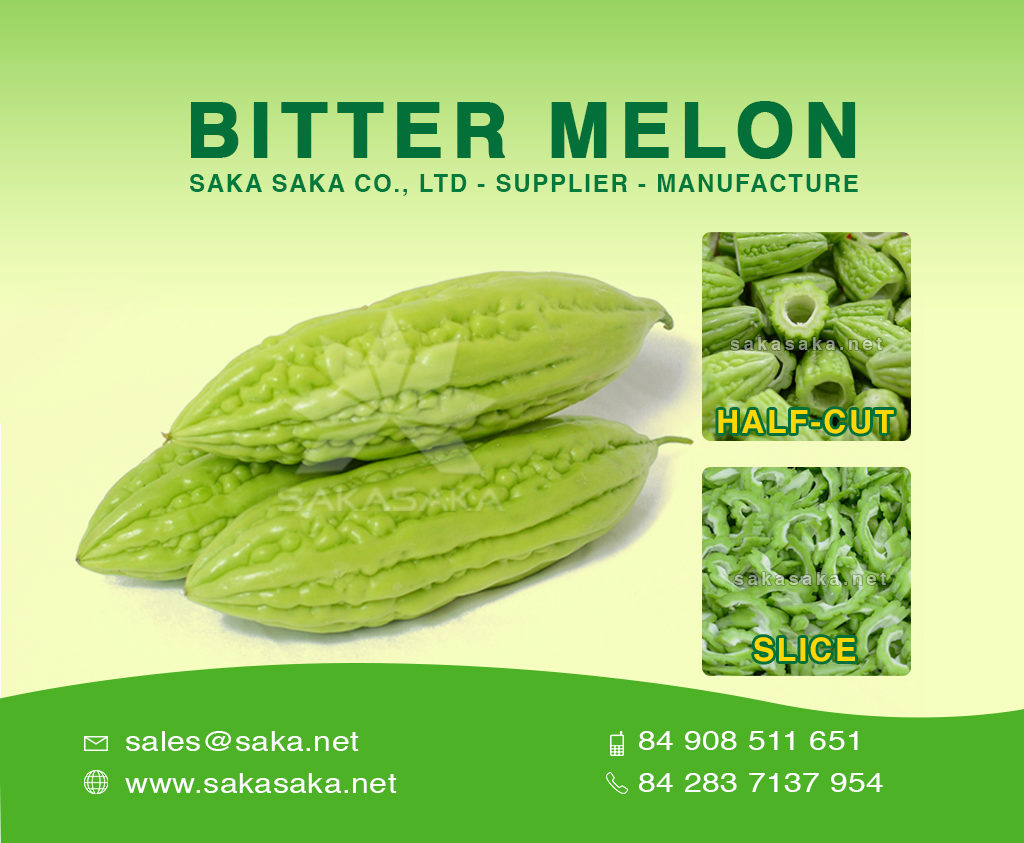 BITTER MELON
SAKA SAKA CO., LTD - SUPPLIER - MANUFACTURE
sakasaka.net
HALF-CUT
SAKASAKA
sakasaka.net
SLICE
sales@saka.net
84 908 511 651
www.sakasaka.net
84 283 7137 954